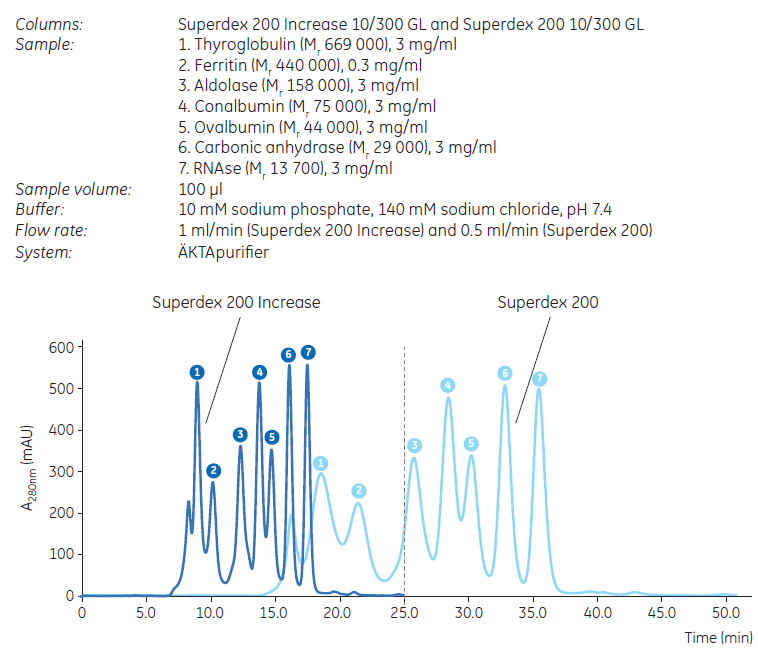 Columns: Superdex 200 Increase 10/300 GL and Superdex 200 10/300 GL
Sample: 1. Thyroglobulin (Mr 669 000), 3 mg/ml
2. Ferritin (Mr 440 000), 0.3 mg/ml
3. Aldolase (Mr 158 000), 3 mg/ml
4. Conalbumin (Mr 75 000), 3 mg/ml
5. Ovalbumin (Mr 44 000), 3 mg/ml
6. Carbonic anhydrase (Mr 29 000), 3 mg/ml
7. RNAse (Mr 13 700), 3 mg/ml
Sample volume: 100 µl
Buffer: 10 mM sodium phosphate, 140 mM sodium chloride, pH 7.4
Flow rate: 1 ml/min (Superdex 200 Increase) and 0.5 ml/min (Superdex 200)
System: ÄKTApurifier
Superdex 200 Increase Superdex 200
A280nm (mAU)
600
500
400
300
200
100
0
1 2 3 4 5 6 7
1 2 3 4 5 6 7
0 5.0 10.0 15.0 20.0 25.0 30.0 35.0 40.0 45.0 50.0
Time (min)